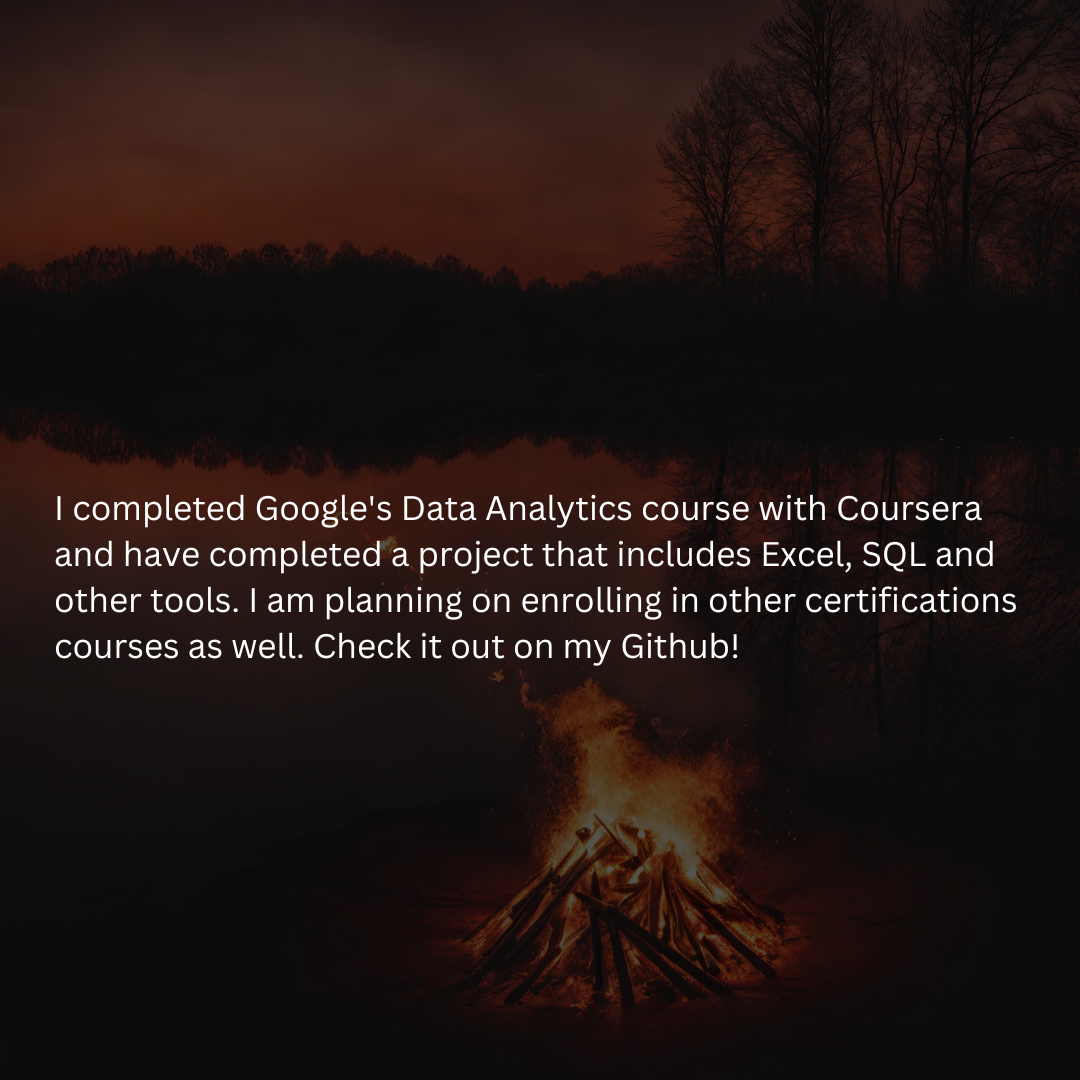 I completed Google's Data Analytics course with Coursera
and have completed a project that includes Excel, SQL and
other tools. I am planning on enrolling in other certifications
courses as well. Check it out on my Github!